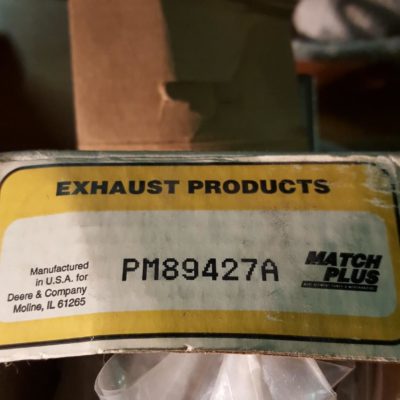 EXHAUST PRODUCTS
Manufactured
in U.S.A. for
Deere & Company
Moline, IL 61265
PM89427A
MATCH
PLUS